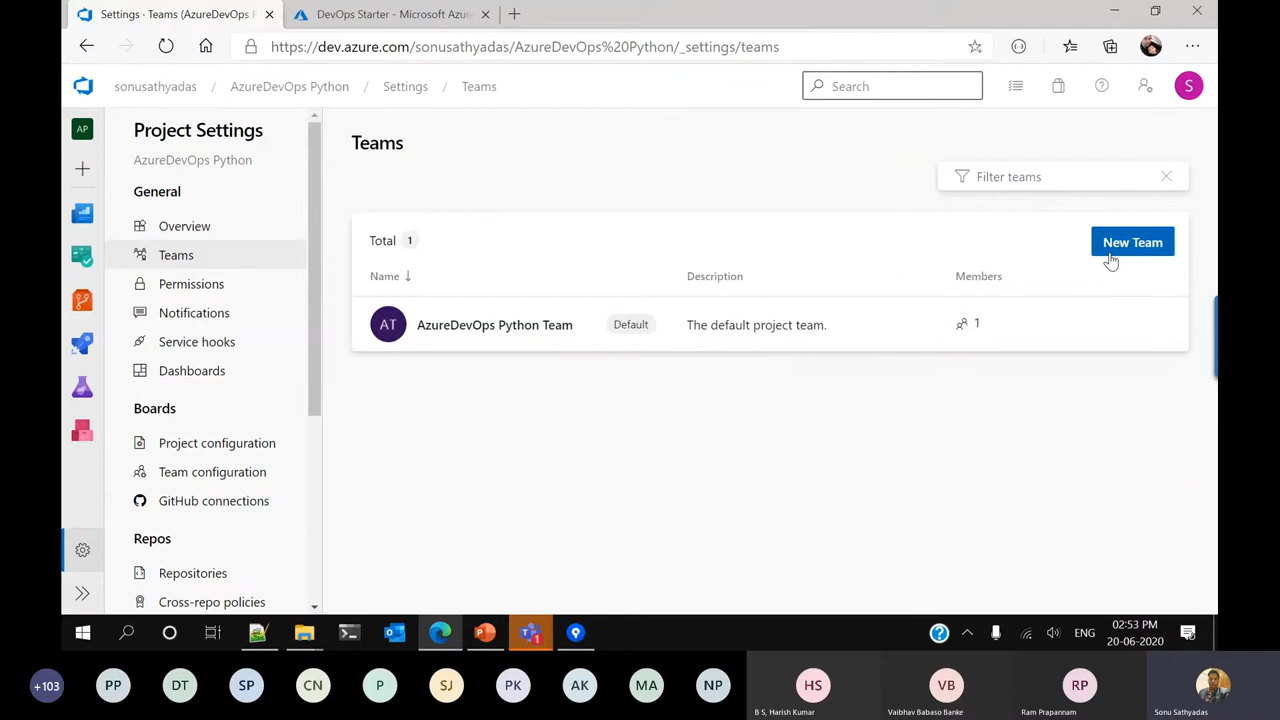 Settings · Teams (AzureDevOps P
DevOps Starter - Microsoft Azur
https://dev.azure.com/sonusathyadas/AzureDevOps%20Python/_settings/teams
sonusathyadas / AzureDevOps Python / Settings / Teams
Search
S
AP
Project Settings
AzureDevOps Python
General
Overview
Teams
Permissions
Notifications
Service hooks
Dashboards
Boards
Project configuration
Team configuration
GitHub connections
Repos
Repositories
Cross-repo policies
Teams
Filter teams
Total 1
New Team
Name
Description
Members
AT
AzureDevOps Python Team
Default
The default project team.
1
1
ENG
02:53 PM
20-06-2020
+103
PP
DT
SP
CN
P
SJ
PK
AK
MA
NP
HS
B S, Harish Kumar
VB
Vaibhav Babaso Banke
RP
Ram Prapannam
Sonu Sathyadas